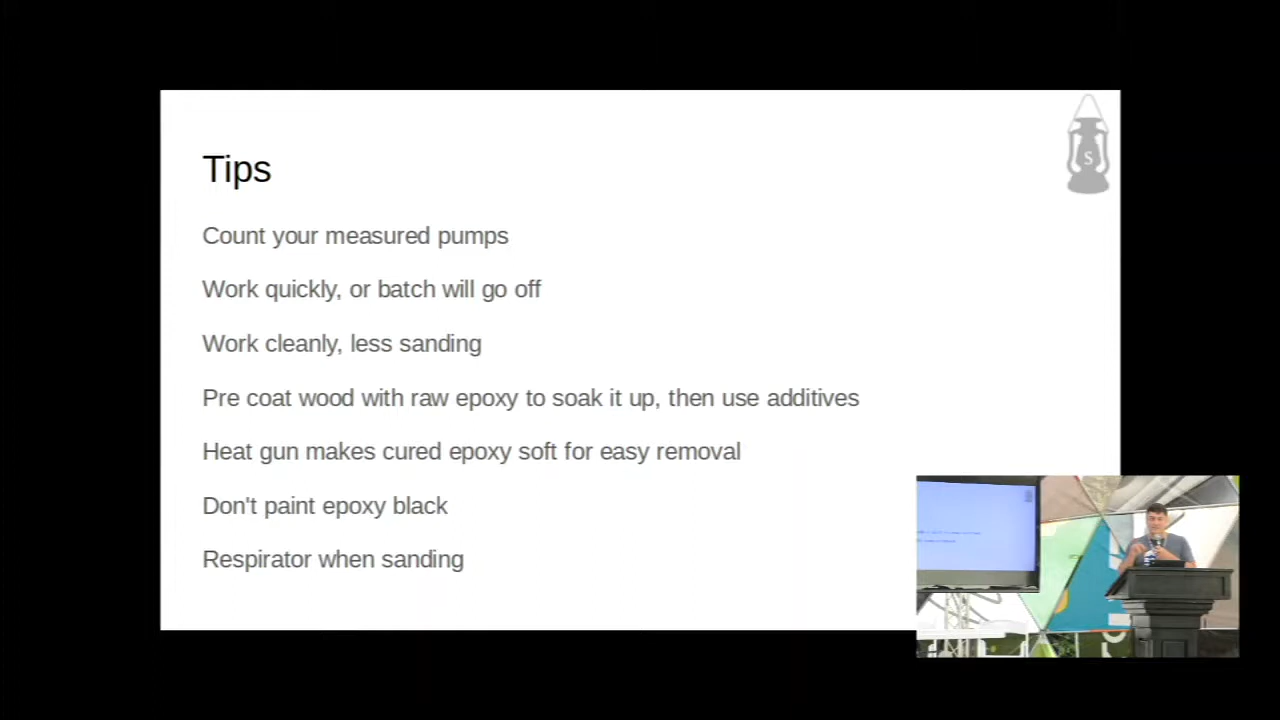 Tips
S
Count your measured pumps
Work quickly, or batch will go off
Work cleanly, less sanding
Pre coat wood with raw epoxy to soak it up, then use additives
Heat gun makes cured epoxy soft for easy removal
Don't paint epoxy black
Respirator when sanding